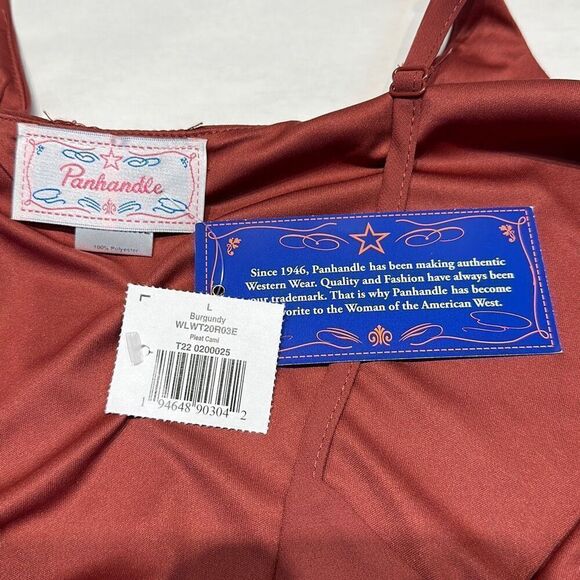 Panhandle
100% Polyester
Since 1946, Panhandle has been making authentic
Western Wear. Quality and Fashion have always been
our trademark. That is why Panhandle has become
favorite to the Woman of the American West.
L
Burgundy
WLWT20R03E
Pleat Cami
T22 0200025
1 94648 90304 2